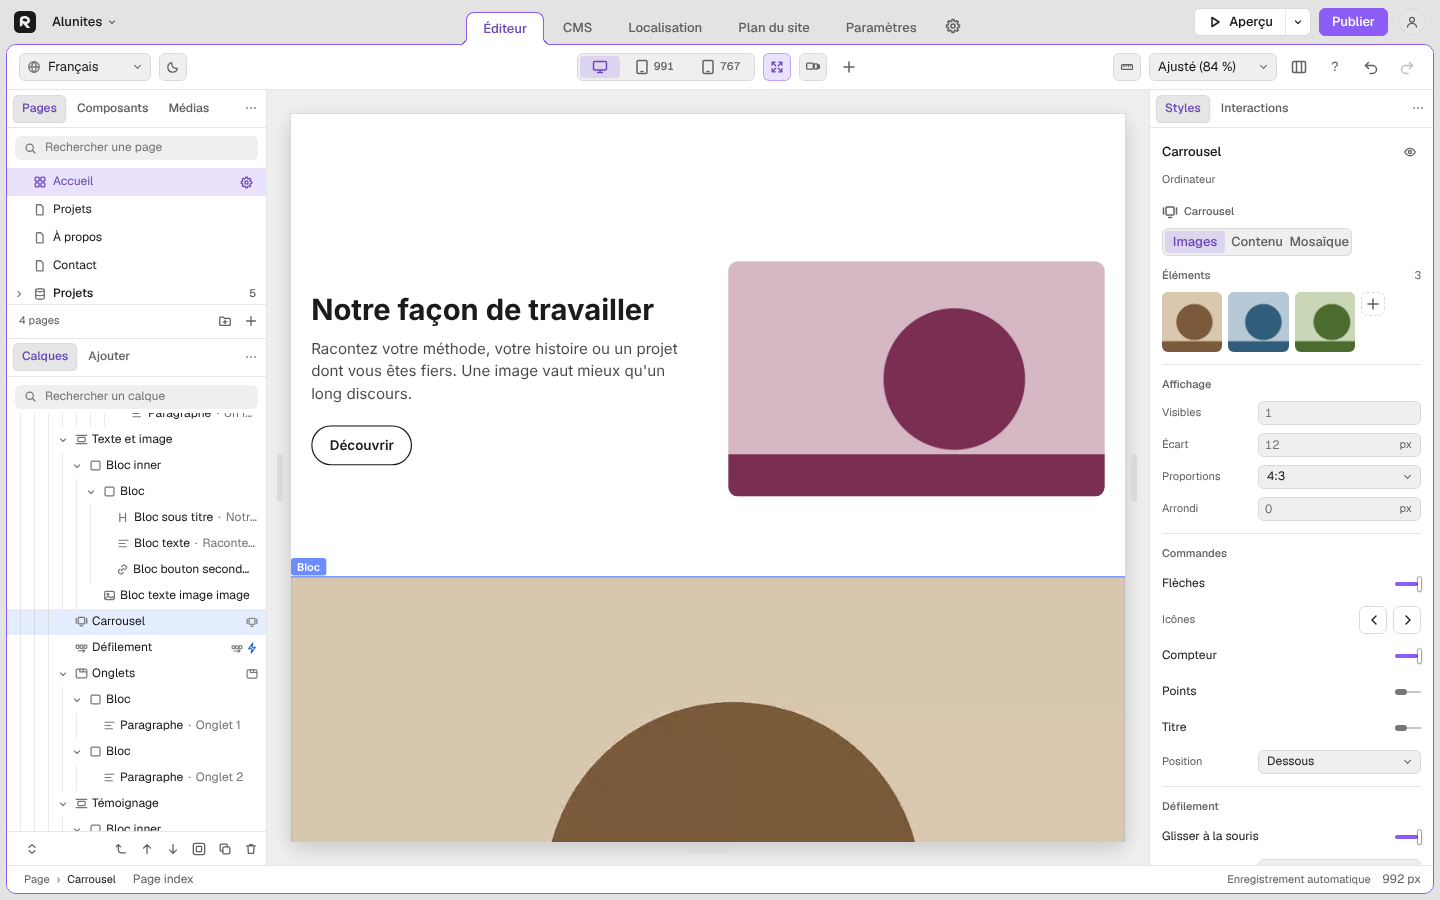 Alunites
Éditeur
CMS
Localisation
Plan du site
Paramètres
Aperçu
Publier
Français
991
767
Ajusté (84 %)
?
Pages
Composants
Médias
Rechercher une page
Accueil
Projets
À propos
Contact
Projets 5
4 pages
Calques
Ajouter
Rechercher un calque
Paragraphe · Un i...
Texte et image
Bloc inner
Bloc
Bloc sous titre · Notr...
Bloc texte · Raconte...
Bloc bouton second...
Bloc texte image image
Carrousel
Défilement
Onglets
Bloc
Paragraphe · Onglet 1
Bloc
Paragraphe · Onglet 2
Témoignage
Bloc inner
Notre façon de travailler
Racontez votre méthode, votre histoire ou un projet
dont vous êtes fiers. Une image vaut mieux qu'un
long discours.
Découvrir
Bloc
Styles
Interactions
Carrousel
Ordinateur
Carrousel
Images Contenu Mosaïque
Éléments 3
Affichage
Visibles 1
Écart 12 px
Proportions 4:3
Arrondi 0 px
Commandes
Flèches
Icônes
Compteur
Points
Titre
Position Dessous
Défilement
Glisser à la souris
Page › Carrousel Page index
Enregistrement automatique 992 px